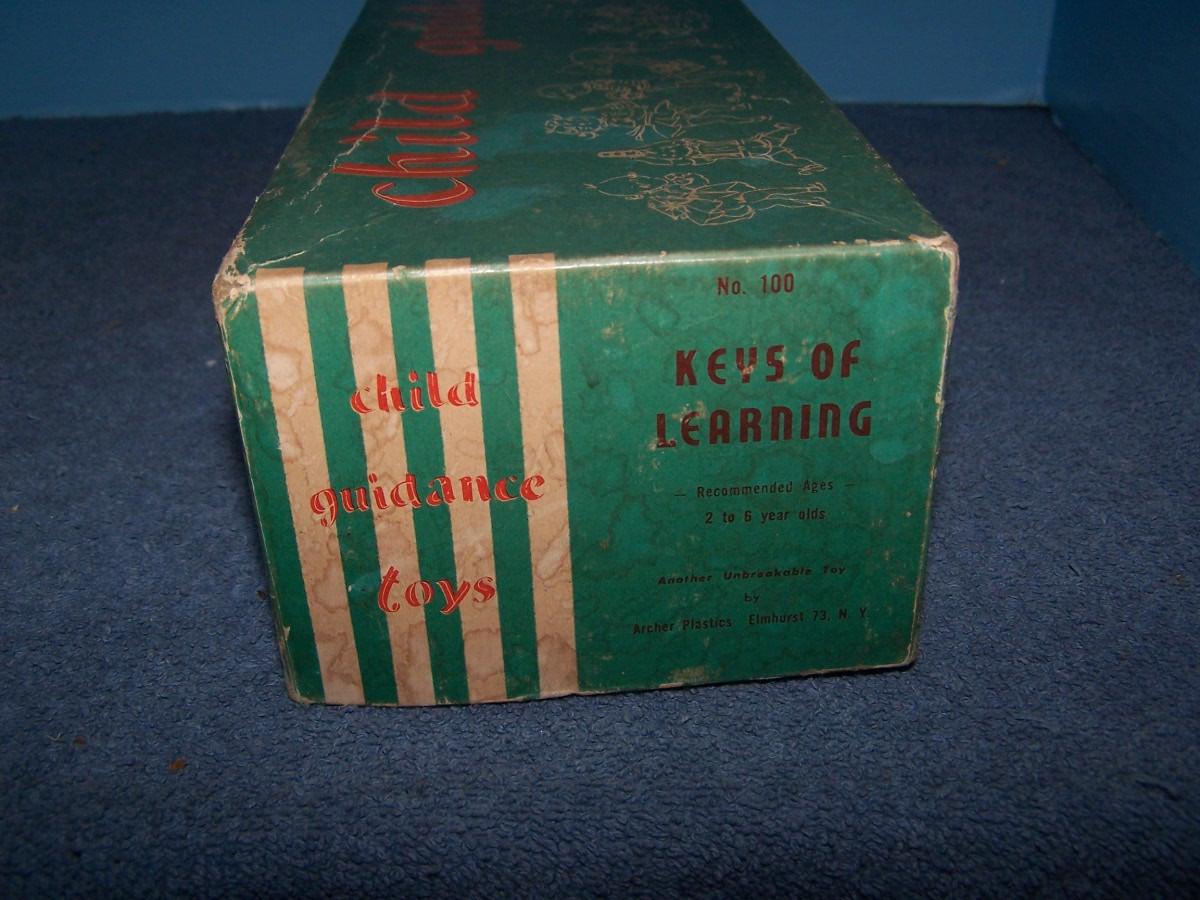 child
child
guidance
toys
No. 100
KEYS OF
LEARNING
— Recommended Ages —
2 to 6 year olds
Another Unbreakable Toy
by
Archer Plastics Elmhurst 73, N. Y.